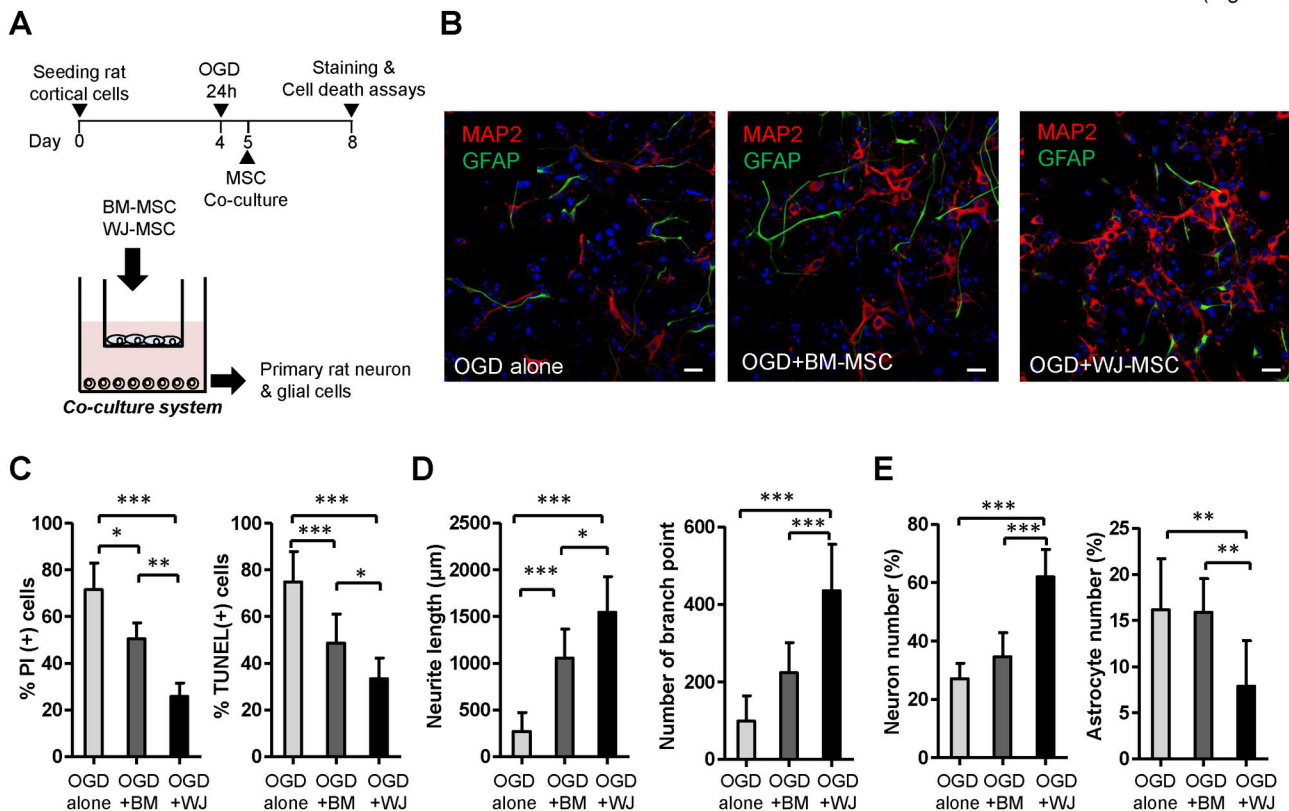 A
Seeding rat
cortical cells
OGD
24h
Staining &
Cell death assays
Day 0 4 5 8
MSC
Co-culture
BM-MSC
WJ-MSC
Primary rat neuron
& glial cells
Co-culture system
B
MAP2
GFAP
OGD alone
MAP2
GFAP
OGD+BM-MSC
MAP2
GFAP
OGD+WJ-MSC
C
% PI (+) cells
100
80
60
40
20
0
***
*
**
OGD OGD OGD
alone +BM +WJ
% TUNEL(+) cells
100
80
60
40
20
0
***
***
*
OGD OGD OGD
alone +BM +WJ
D
Neurite length (µm)
2500
2000
1500
1000
500
0
***
*
***
OGD OGD OGD
alone +BM +WJ
Number of branch point
600
400
200
0
***
***
OGD OGD OGD
alone +BM +WJ
E
Neuron number (%)
80
60
40
20
0
***
***
OGD OGD OGD
alone +BM +WJ
Astrocyte number (%)
25
20
15
10
5
0
**
**
OGD OGD OGD
alone +BM +WJ